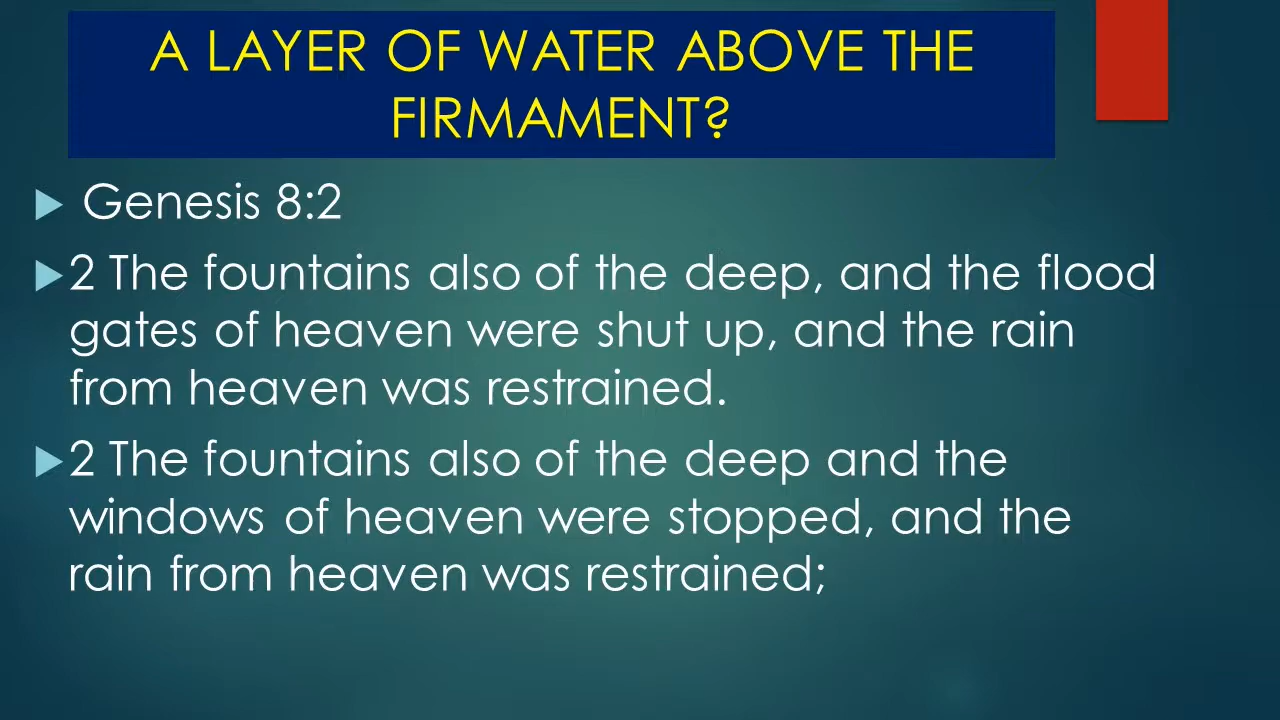 A LAYER OF WATER ABOVE THE
FIRMAMENT?
Genesis 8:2
2 The fountains also of the deep, and the flood
gates of heaven were shut up, and the rain
from heaven was restrained.
2 The fountains also of the deep and the
windows of heaven were stopped, and the
rain from heaven was restrained;